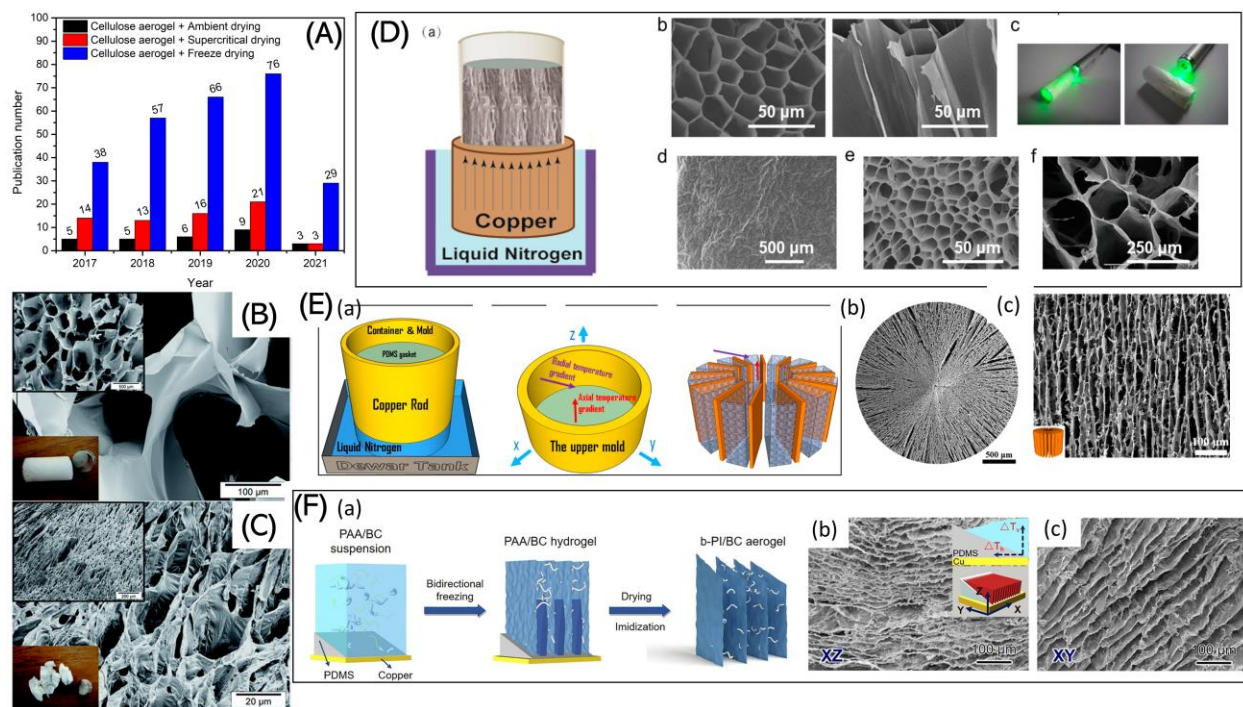 (A)
Cellulose aerogel + Ambient drying
Cellulose aerogel + Supercritical drying
Cellulose aerogel + Freeze drying
Publication number
100
90
80
70
60
50
40
30
20
10
0
5
14
38
5
13
57
6
16
66
9
21
76
3
3
29
2017
2018
2019
2020
2021
Year
(B)
100 µm
(C)
20 µm
(D)
(a)
Copper
Liquid Nitrogen
b
50 µm
50 µm
c
d
500 µm
e
50 µm
f
250 µm
(E)
(a)
Container & Mold
PDMS gasket
Copper Rod
Liquid Nitrogen
Dewar Tank
Z
Radial temperature
gradient
Axial temperature
gradient
The upper mold
X
y
(b)
500 µm
(c)
100 µm
(F)
(a)
PAA/BC
suspension
PDMS
Copper
Bidirectional
freezing
PAA/BC hydrogel
Drying
Imidization
b-PI/BC aerogel
(b)
△Tv
△Th
PDMS
Cu
Z
Y
X
XZ
100 µm
(c)
XY